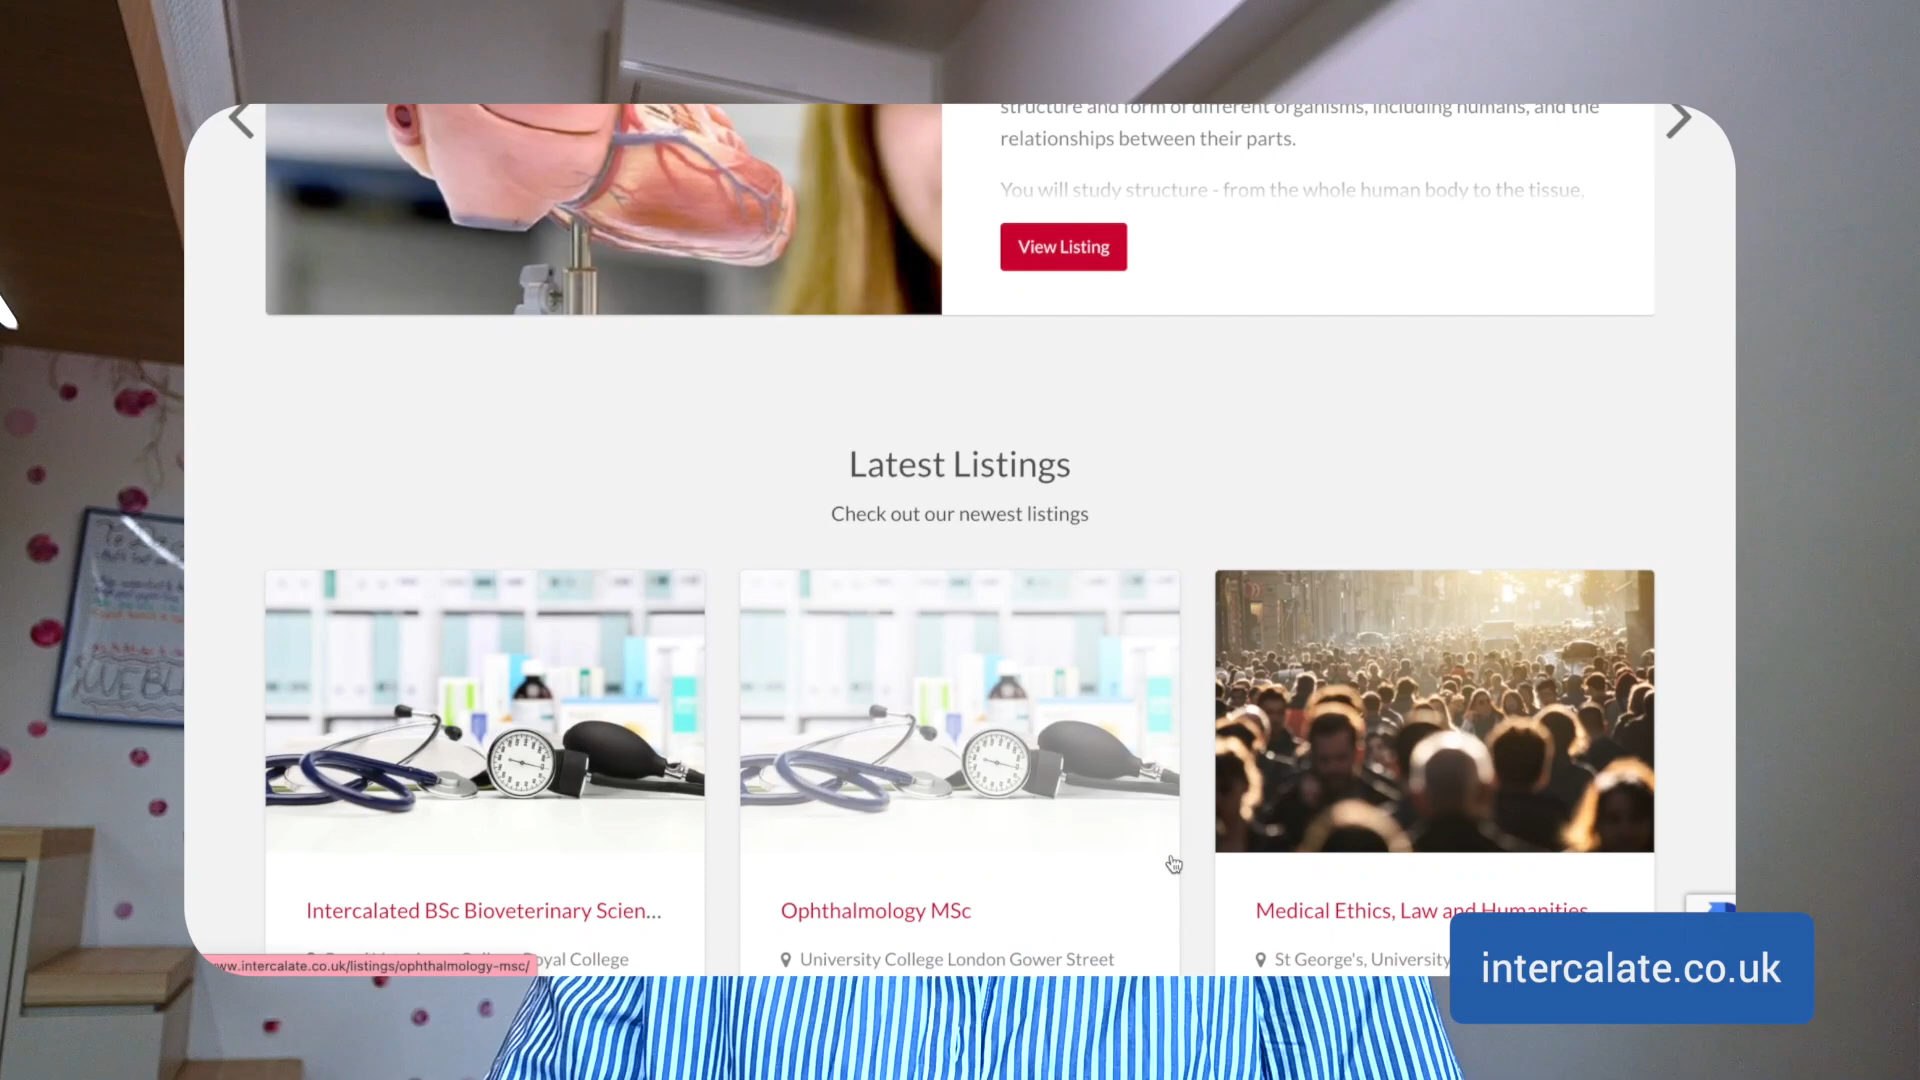 structure and form of different organisms, including humans, and the
relationships between their parts.
You will study structure - from the whole human body to the tissue,
View Listing
Latest Listings
Check out our newest listings
Intercalated BSc Bioveterinary Scien...
Ophthalmology MSc
Medical Ethics, Law and Humanities
Royal College
University College London Gower Street
St George's, University
www.intercalate.co.uk/listings/ophthalmology-msc/
intercalate.co.uk